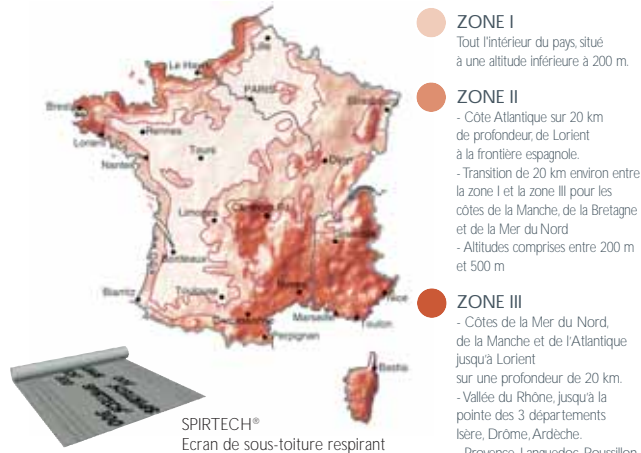 ZONE I
Tout l'intérieur du pays, situé
à une altitude inférieure à 200 m.
ZONE II
- Côte Atlantique sur 20 km
de profondeur, de Lorient
à la frontière espagnole.
- Transition de 20 km environ entre
la zone I et la zone III pour les
côtes de la Manche, de la Bretagne
et de la Mer du Nord
- Altitudes comprises entre 200 m
et 500 m
ZONE III
- Côtes de la Mer du Nord,
de la Manche et de l'Atlantique
jusqu'à Lorient
sur une profondeur de 20 km.
- Vallée du Rhône, jusqu'à la
pointe des 3 départements
Isère, Drôme, Ardèche.
- Provence, Languedoc, Roussillon
Lille
Le Havre
PARIS
Strasbourg
Brest
Rennes
Lorient
Nantes
Tours
Dijon
Limoges
Grenoble
Bordeaux
Biarritz
Toulouse
Nice
Marseille
Toulon
Perpignan
Bastia
SPIRTECH
SPIRTECH®
Ecran de sous-toiture respirant